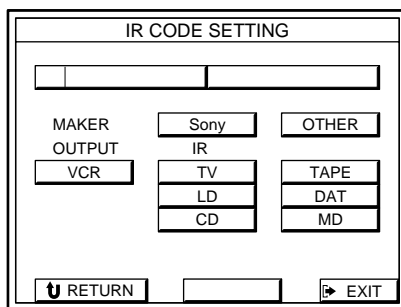 IR CODE SETTING
MAKER Sony OTHER
OUTPUT IR
VCR TV TAPE
LD DAT
CD MD
RETURN EXIT